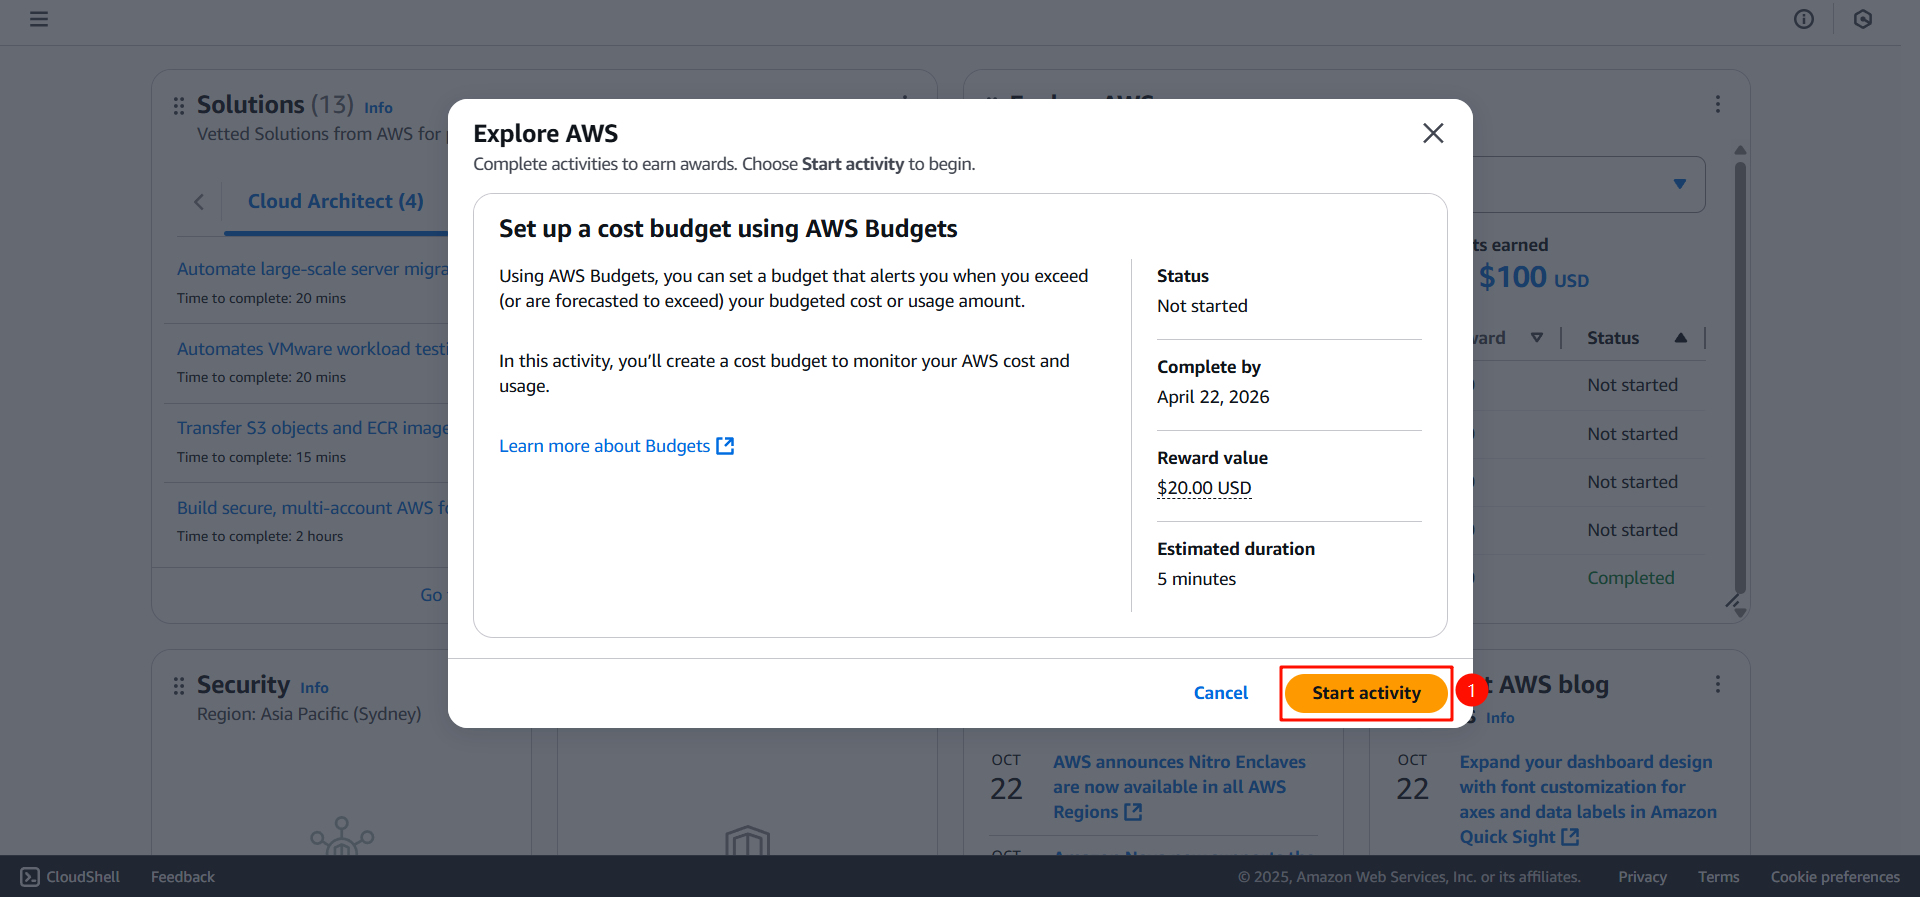 Solutions (13) Info
Vetted Solutions from AWS for
Cloud Architect (4)
Automate large-scale server migra
Time to complete: 20 mins
Automates VMware workload testi
Time to complete: 20 mins
Transfer S3 objects and ECR image
Time to complete: 15 mins
Build secure, multi-account AWS fo
Time to complete: 2 hours
Go
Explore AWS
Complete activities to earn awards. Choose Start activity to begin.
Set up a cost budget using AWS Budgets
Using AWS Budgets, you can set a budget that alerts you when you exceed
(or are forecasted to exceed) your budgeted cost or usage amount.
In this activity, you’ll create a cost budget to monitor your AWS cost and
usage.
Learn more about Budgets
Status
Not started
Complete by
April 22, 2026
Reward value
$20.00 USD
Estimated duration
5 minutes
Cancel
Start activity
1
ts earned
$100 USD
ward
Status
Not started
Not started
Not started
Not started
Completed
Security Info
Region: Asia Pacific (Sydney)
OCT
22
AWS announces Nitro Enclaves
are now available in all AWS
Regions
OCT
t AWS blog
s Info
OCT
22
Expand your dashboard design
with font customization for
axes and data labels in Amazon
Quick Sight
CloudShell
Feedback
© 2025, Amazon Web Services, Inc. or its affiliates.
Privacy
Terms
Cookie preferences